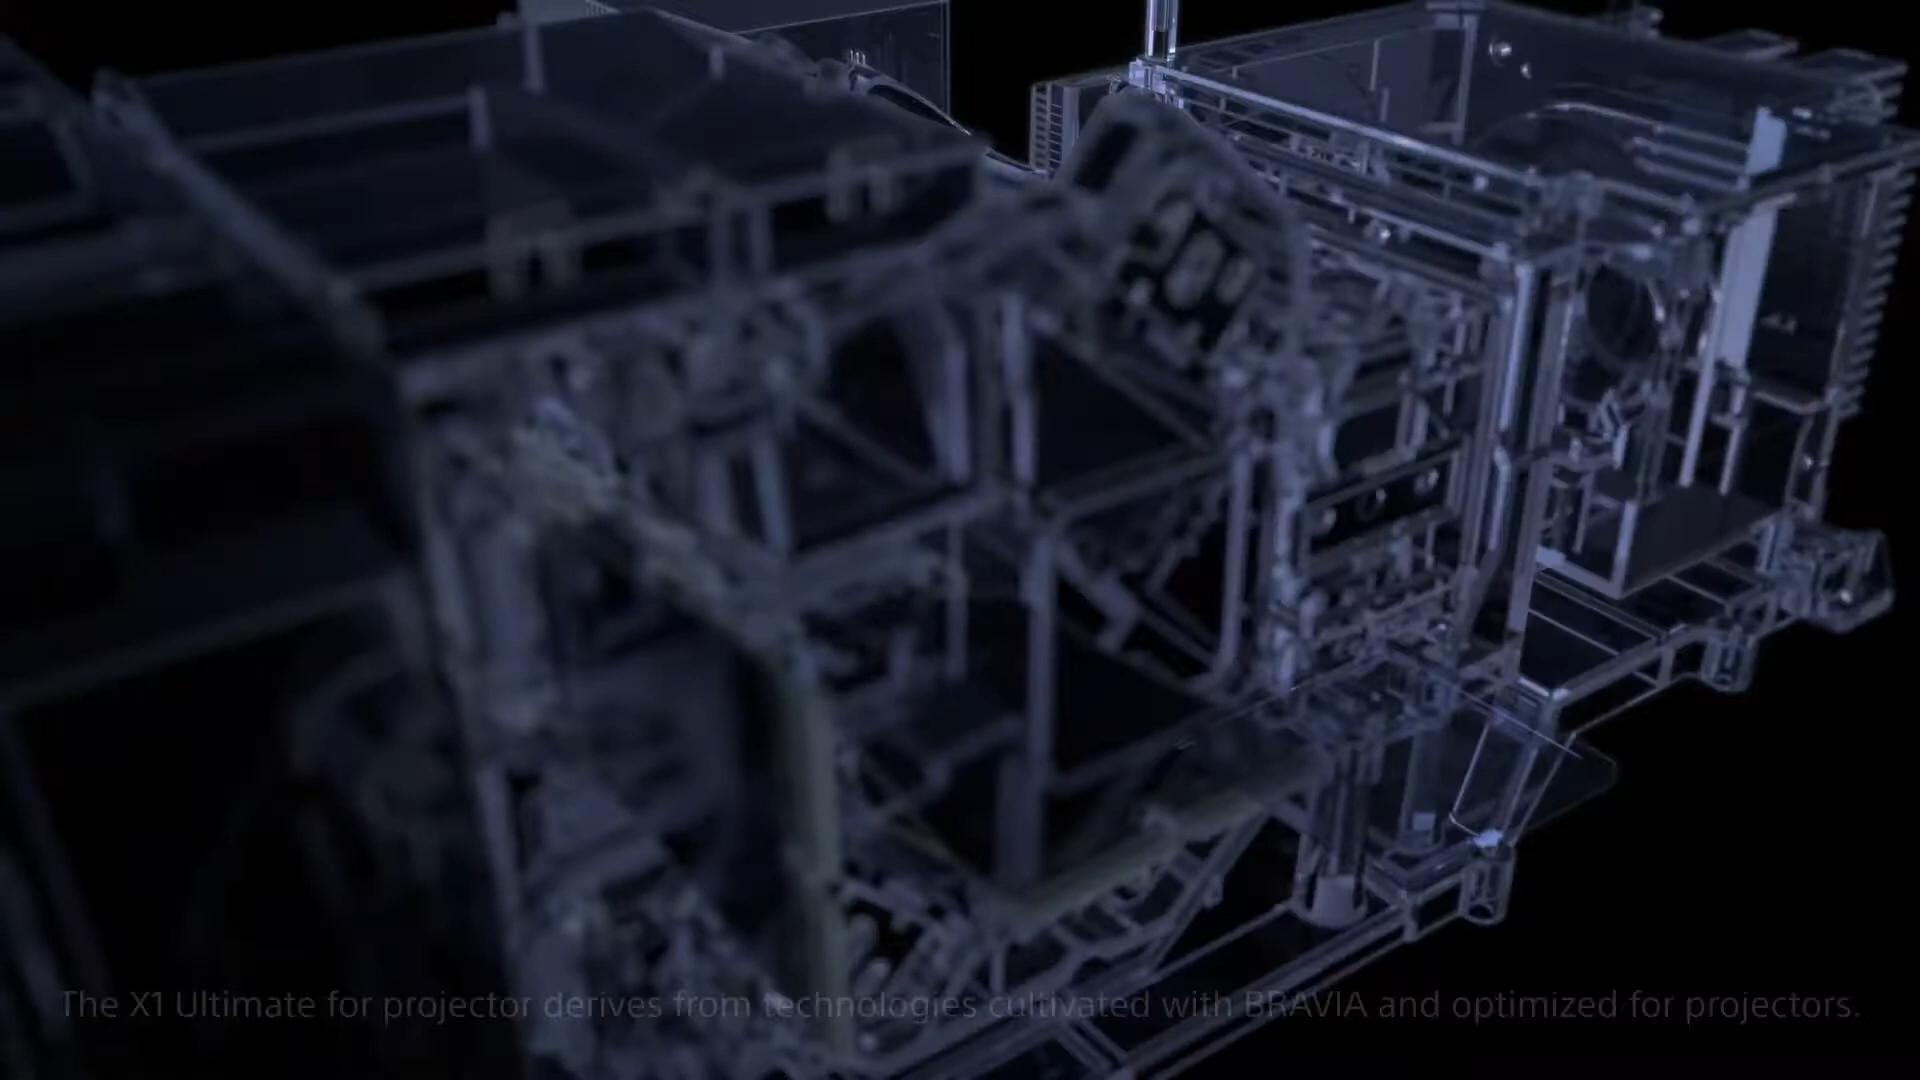 The X1 Ultimate for projector derives from technologies cultivated with BRAVIA and optimized for projectors.